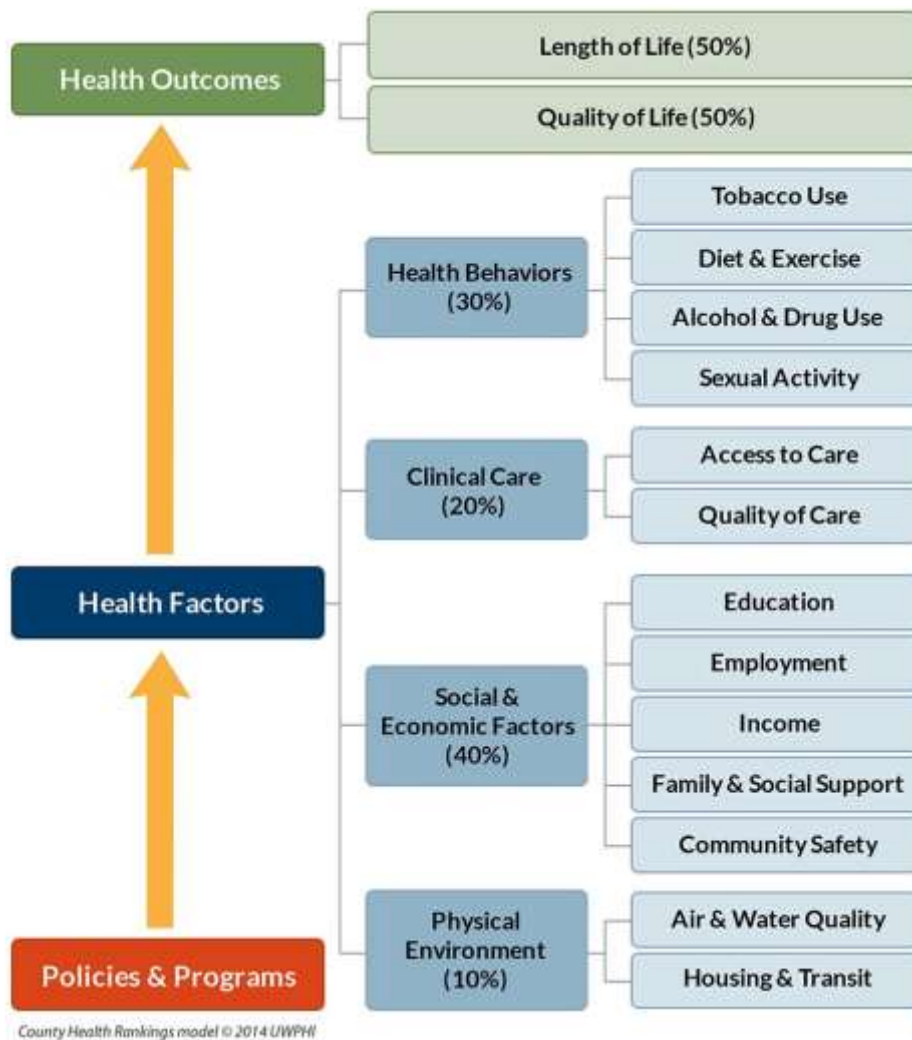 Health Outcomes
Length of Life (50%)
Quality of Life (50%)
Health Factors
Health Behaviors
(30%)
Tobacco Use
Diet & Exercise
Alcohol & Drug Use
Sexual Activity
Clinical Care
(20%)
Access to Care
Quality of Care
Social &
Economic Factors
(40%)
Education
Employment
Income
Family & Social Support
Community Safety
Physical
Environment
(10%)
Air & Water Quality
Housing & Transit
Policies & Programs
County Health Rankings model © 2014 UWPHI